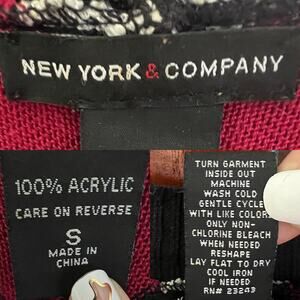 NEW YORK & COMPANY
100% ACRYLIC
CARE ON REVERSE
S
MADE IN
CHINA
TURN GARMENT
INSIDE OUT
MACHINE
WASH COLD
GENTLE CYCLE
WITH LIKE COLORS
ONLY NON-
CHLORINE BLEACH
WHEN NEEDED
RESHAPE
LAY FLAT TO DRY
COOL IRON
IF NEEDED
RN# 23243